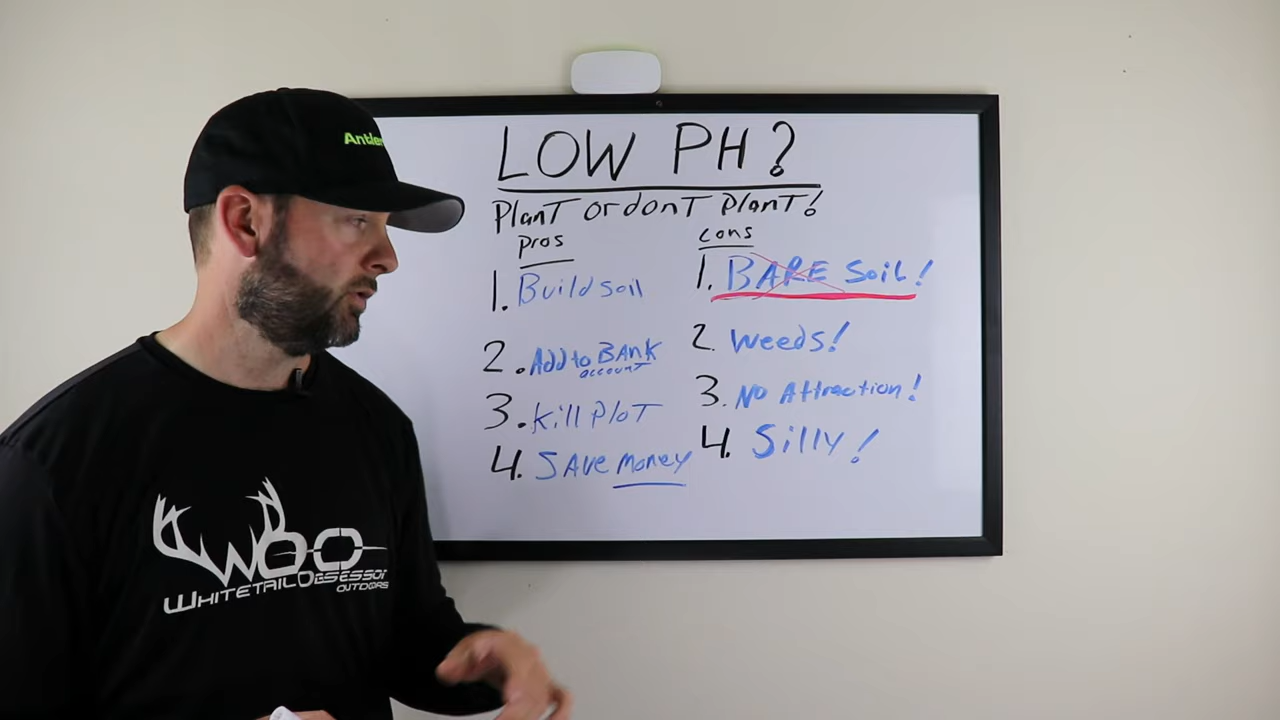 LOW PH?
PlanT or donT PlanT!
Pros
1. Build soil
2. Add to BAnK
account
3. Kill PloT
4. SAve money
Cons
1. BARE SoiL!
2. Weeds!
3. No Attraction!
4. Silly!
Antler
WOO
WHITETAIL OBSESSION
OUTDOORS